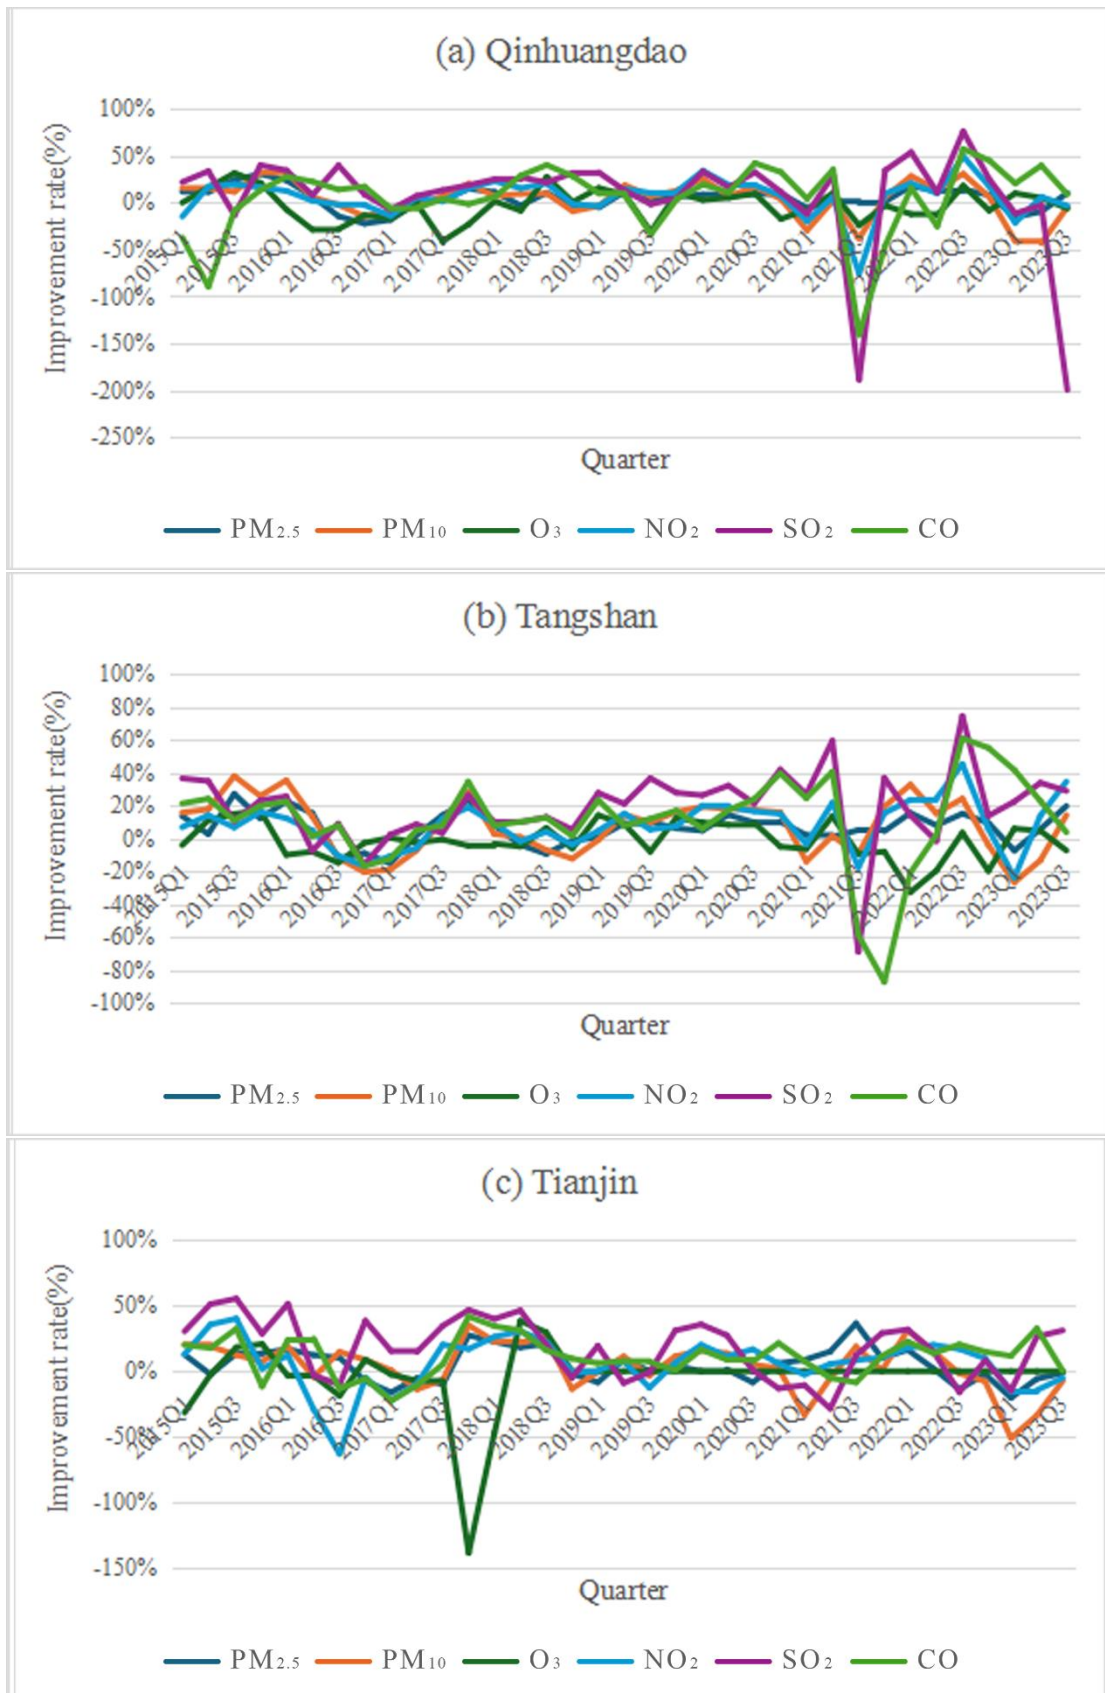 (a) Qinhuangdao
Improvement rate(%)
100%
50%
0%
-50%
-100%
-150%
-200%
-250%
2015Q1
2015Q3
2016Q1
2016Q3
2017Q1
2017Q3
2018Q1
2018Q3
2019Q1
2019Q3
2020Q1
2020Q3
2021Q1
2021Q3
2022Q1
2022Q3
2023Q1
2023Q3
Quarter
PM2.5 PM10 O3 NO2 SO2 CO
(b) Tangshan
Improvement rate(%)
100%
80%
60%
40%
20%
0%
-20%
-40%
-60%
-80%
-100%
2015Q1
2015Q3
2016Q1
2016Q3
2017Q1
2017Q3
2018Q1
2018Q3
2019Q1
2019Q3
2020Q1
2020Q3
2021Q1
2021Q3
2022Q1
2022Q3
2023Q1
2023Q3
Quarter
PM2.5 PM10 O3 NO2 SO2 CO
(c) Tianjin
Improvement rate(%)
100%
50%
0%
-50%
-100%
-150%
2015Q1
2015Q3
2016Q1
2016Q3
2017Q1
2017Q3
2018Q1
2018Q3
2019Q1
2019Q3
2020Q1
2020Q3
2021Q1
2021Q3
2022Q1
2022Q3
2023Q1
2023Q3
Quarter
PM2.5 PM10 O3 NO2 SO2 CO